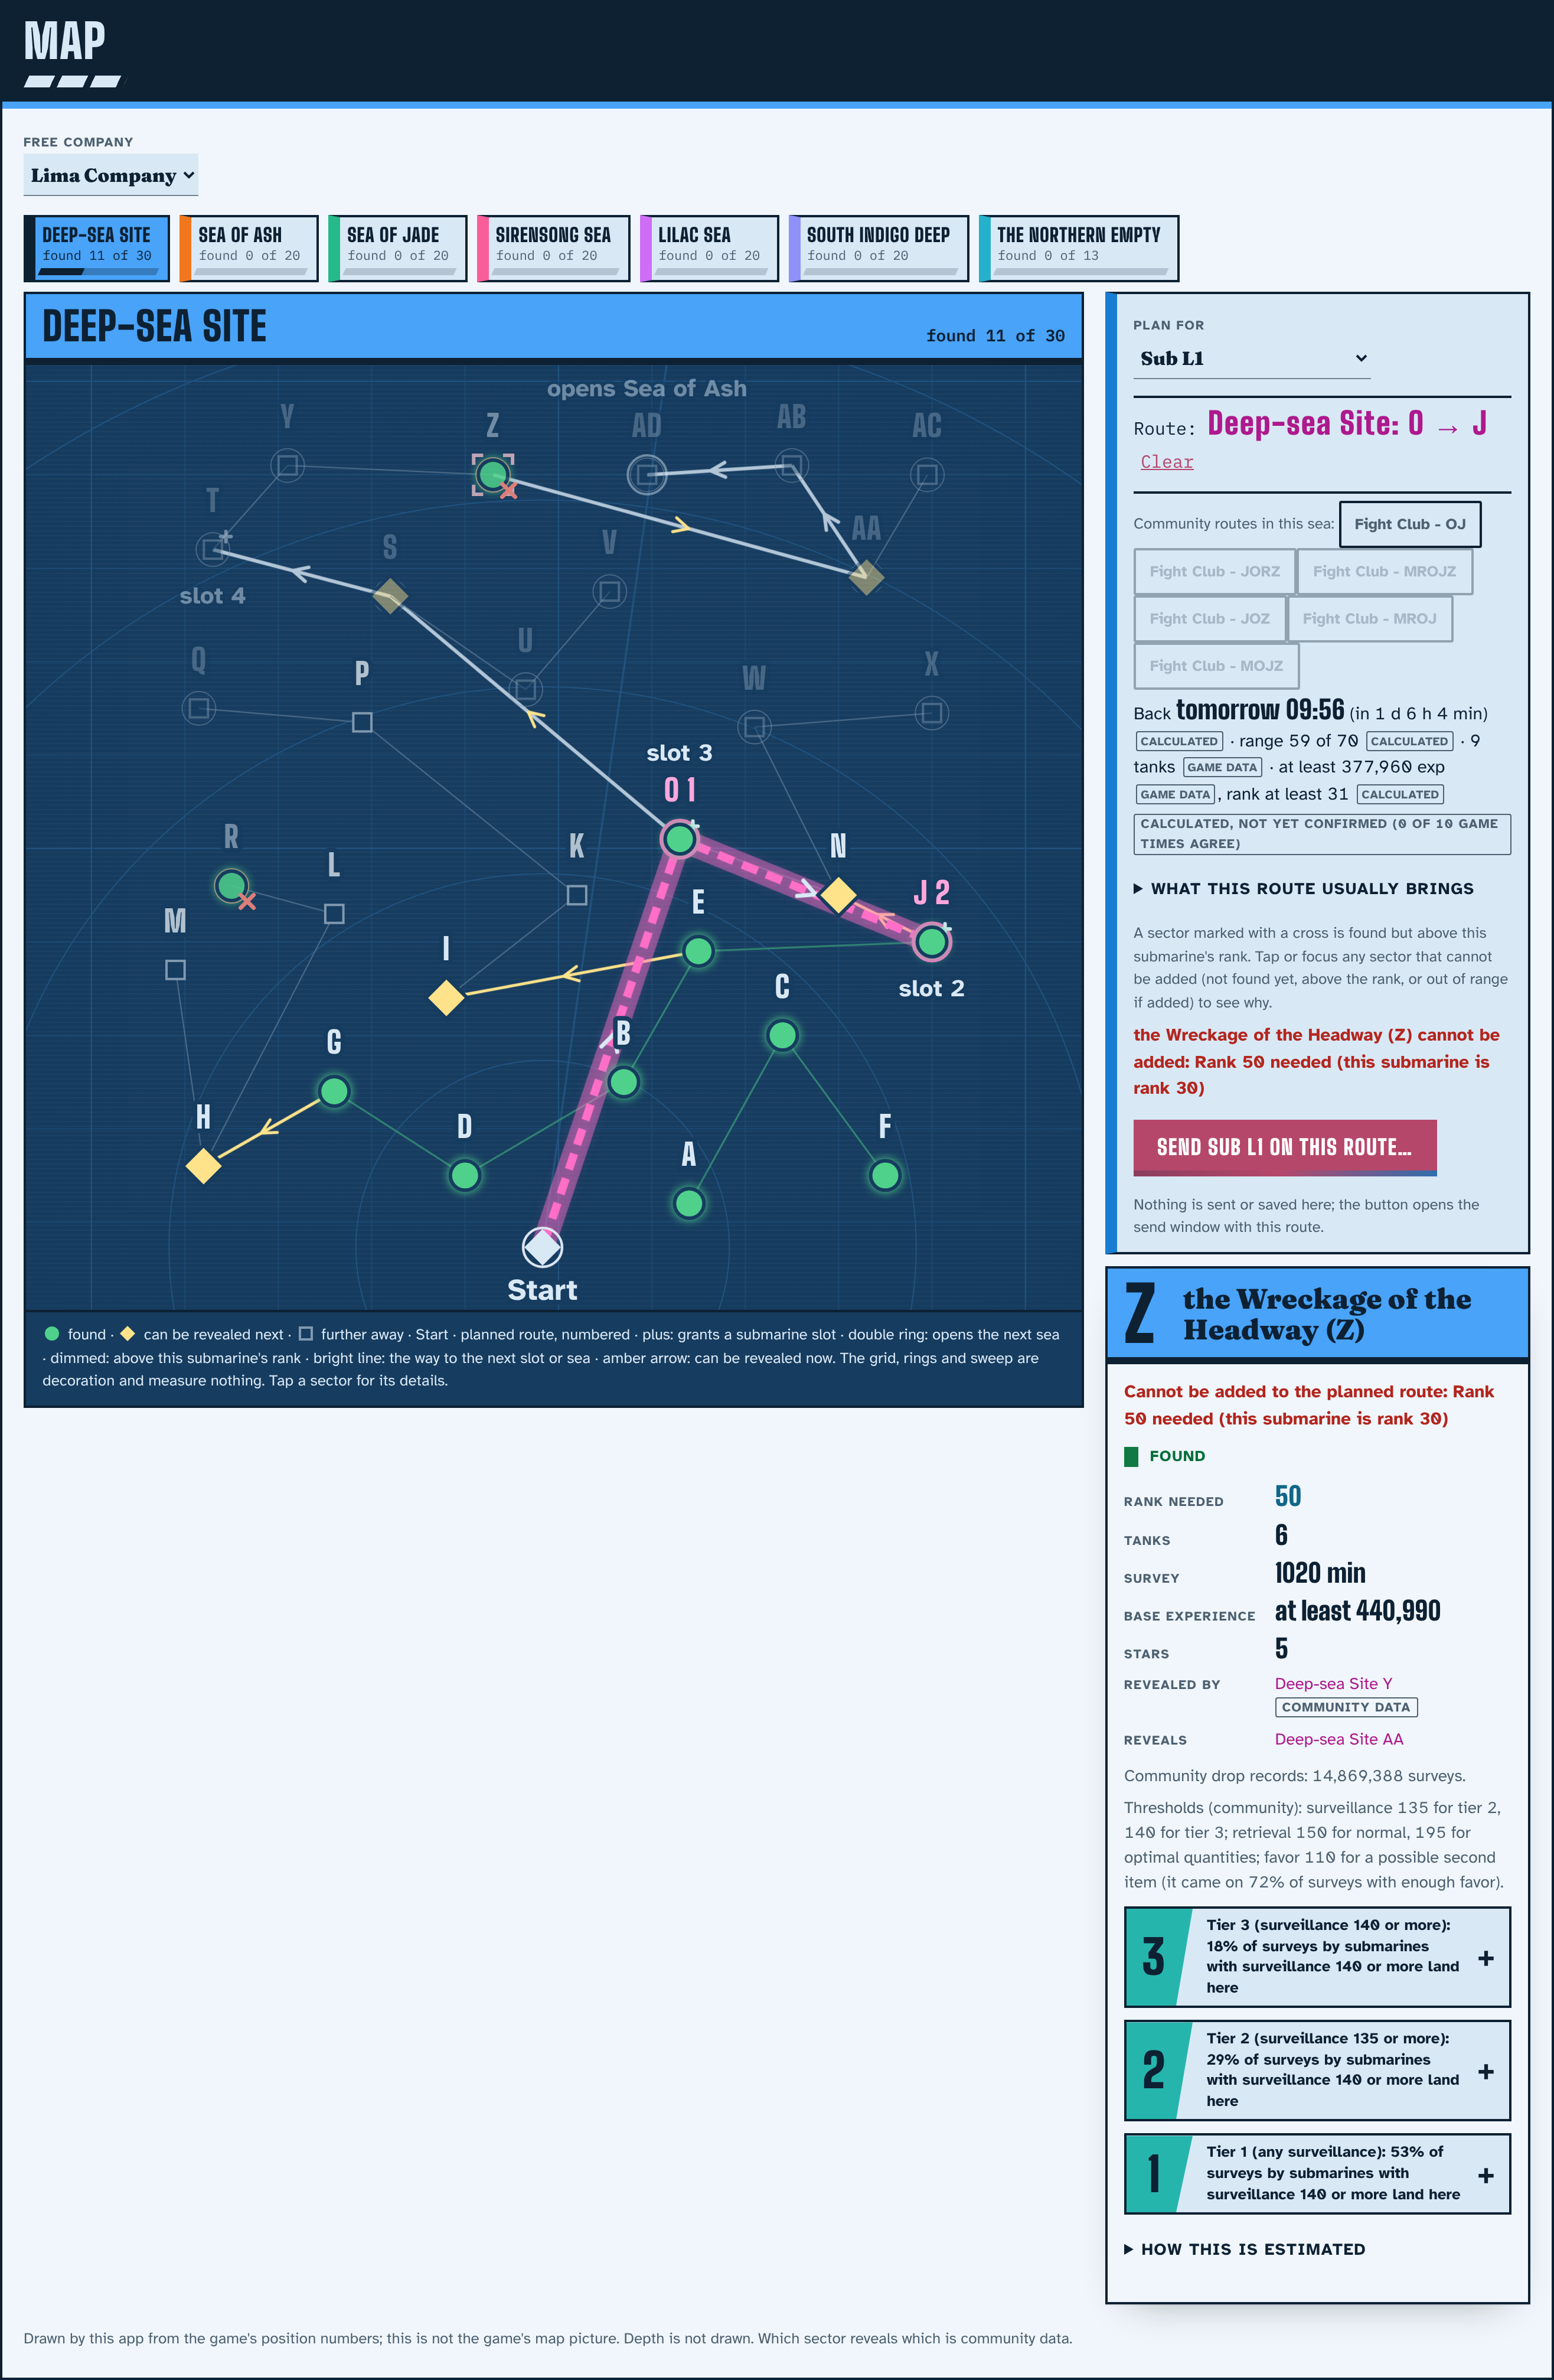 MAP
FREE COMPANY
Lima Company
DEEP-SEA SITE
found 11 of 30
SEA OF ASH
found 0 of 20
SEA OF JADE
found 0 of 20
SIRENSONG SEA
found 0 of 20
LILAC SEA
found 0 of 20
SOUTH INDIGO DEEP
found 0 of 20
THE NORTHERN EMPTY
found 0 of 13
DEEP-SEA SITE
found 11 of 30
opens Sea of Ash
Y
Z
AD
AB
AC
T
S
V
AA
slot 4
Q
P
U
W
X
slot 3
O 1
R
L
K
N
M
I
E
J 2
slot 2
C
G
B
H
D
A
F
Start
found · can be revealed next · further away · Start · planned route, numbered · plus: grants a submarine slot · double ring: opens the next sea
· dimmed: above this submarine's rank · bright line: the way to the next slot or sea · amber arrow: can be revealed now. The grid, rings and sweep are
decoration and measure nothing. Tap a sector for its details.
PLAN FOR
Sub L1
Route: Deep-sea Site: O → J
Clear
Community routes in this sea: Fight Club - OJ
Fight Club - JORZ Fight Club - MROJZ
Fight Club - JOZ Fight Club - MROJ
Fight Club - MOJZ
Back tomorrow 09:56 (in 1 d 6 h 4 min)
CALCULATED · range 59 of 70 CALCULATED · 9
tanks GAME DATA · at least 377,960 exp
GAME DATA, rank at least 31 CALCULATED
CALCULATED, NOT YET CONFIRMED (0 OF 10 GAME
TIMES AGREE)
▶ WHAT THIS ROUTE USUALLY BRINGS
A sector marked with a cross is found but above this
submarine's rank. Tap or focus any sector that cannot
be added (not found yet, above the rank, or out of range
if added) to see why.
the Wreckage of the Headway (Z) cannot be
added: Rank 50 needed (this submarine is
rank 30)
SEND SUB L1 ON THIS ROUTE…
Nothing is sent or saved here; the button opens the
send window with this route.
Z
the Wreckage of the
Headway (Z)
Cannot be added to the planned route: Rank
50 needed (this submarine is rank 30)
FOUND
RANK NEEDED 50
TANKS 6
SURVEY 1020 min
BASE EXPERIENCE at least 440,990
STARS 5
REVEALED BY Deep-sea Site Y
COMMUNITY DATA
REVEALS Deep-sea Site AA
Community drop records: 14,869,388 surveys.
Thresholds (community): surveillance 135 for tier 2,
140 for tier 3; retrieval 150 for normal, 195 for
optimal quantities; favor 110 for a possible second
item (it came on 72% of surveys with enough favor).
3
Tier 3 (surveillance 140 or more):
18% of surveys by submarines
with surveillance 140 or more land
here
+
2
Tier 2 (surveillance 135 or more):
29% of surveys by submarines
with surveillance 140 or more land
here
+
1
Tier 1 (any surveillance): 53% of
surveys by submarines with
surveillance 140 or more land here
+
▶ HOW THIS IS ESTIMATED
Drawn by this app from the game's position numbers; this is not the game's map picture. Depth is not drawn. Which sector reveals which is community data.